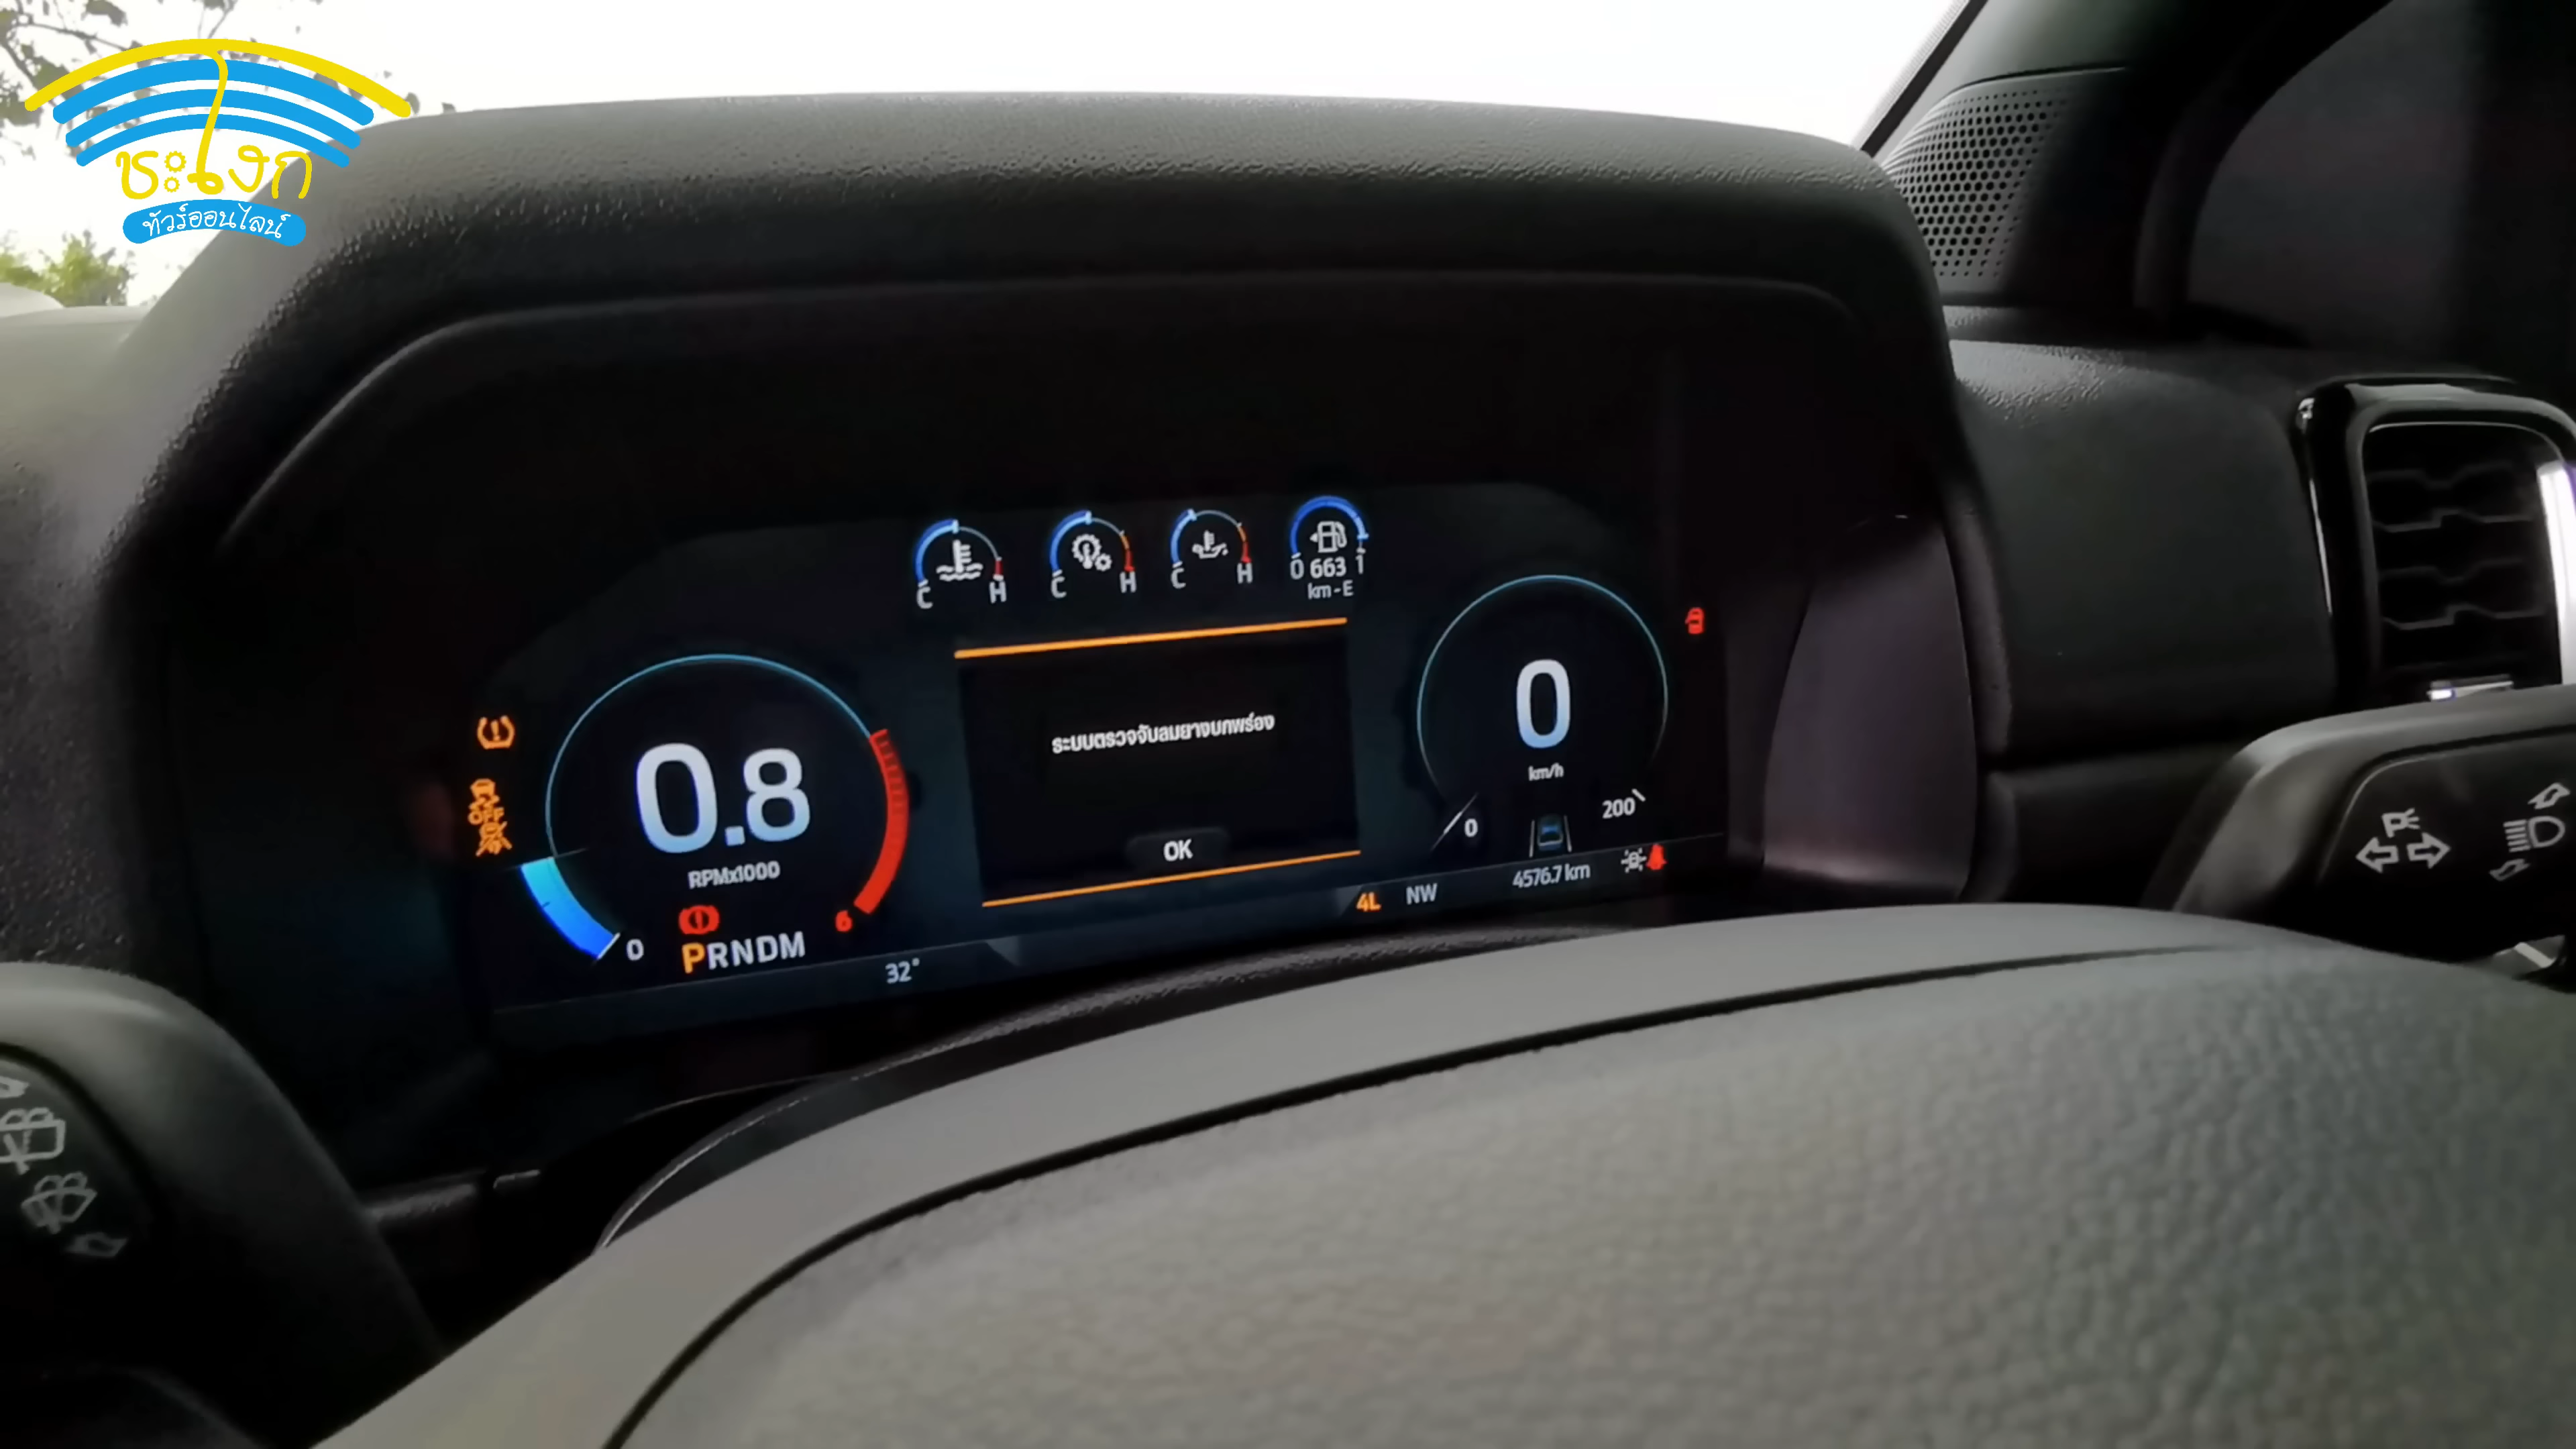 ชะโงก
ทัวร์ออนไลน์
C H
C H
C H
0 663 1
km-E
ระบบตรวจจับลมยางบกพร่อง
OK
0.8
RPMx1000
0
6
PRNDM
OFF
32°
0
km/h
0
200
4L NW
4576.7 km